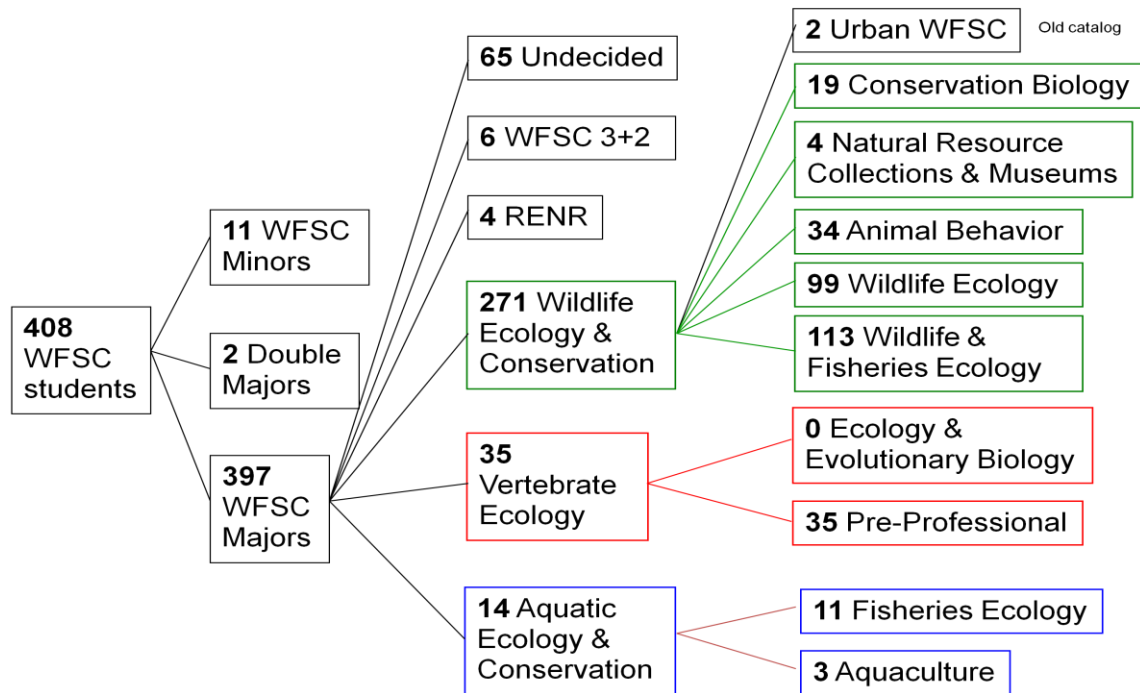 408
WFSC
students
11 WFSC
Minors
2 Double
Majors
397
WFSC
Majors
65 Undecided
6 WFSC 3+2
4 RENR
271 Wildlife
Ecology &
Conservation
35
Vertebrate
Ecology
14 Aquatic
Ecology &
Conservation
2 Urban WFSC
Old catalog
19 Conservation Biology
4 Natural Resource
Collections & Museums
34 Animal Behavior
99 Wildlife Ecology
113 Wildlife &
Fisheries Ecology
0 Ecology &
Evolutionary Biology
35 Pre-Professional
11 Fisheries Ecology
3 Aquaculture